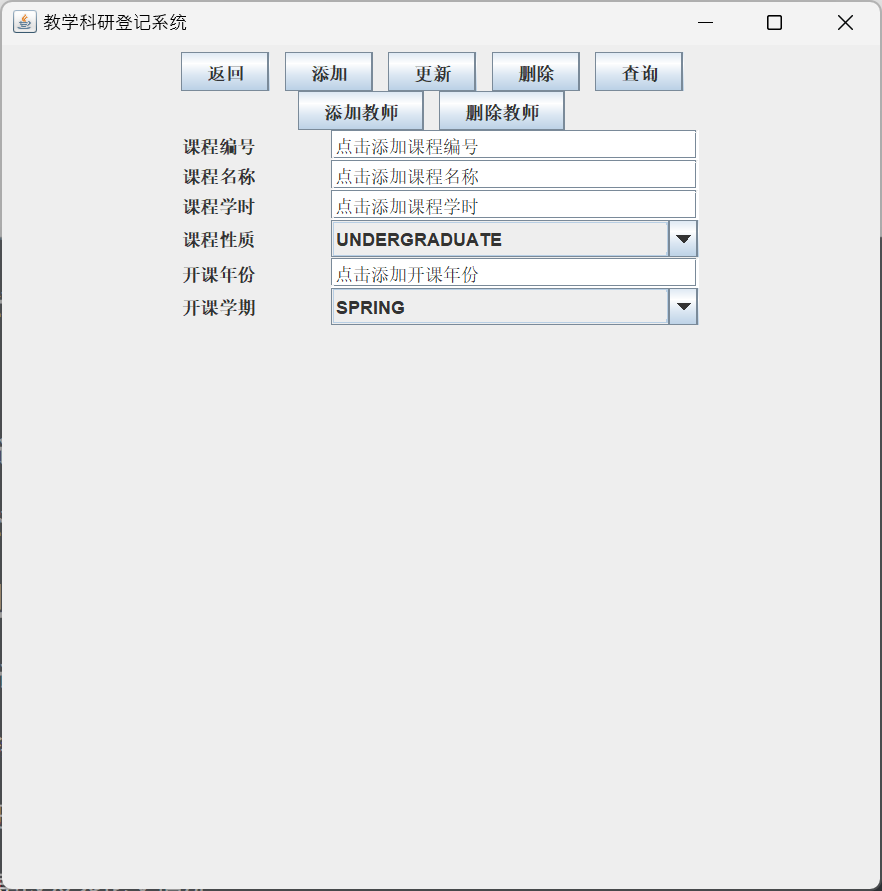 教学科研登记系统
返回 添加 更新 删除 查询
添加教师 删除教师
课程编号 点击添加课程编号
课程名称 点击添加课程名称
课程学时 点击添加课程学时
课程性质 UNDERGRADUATE
开课年份 点击添加开课年份
开课学期 SPRING